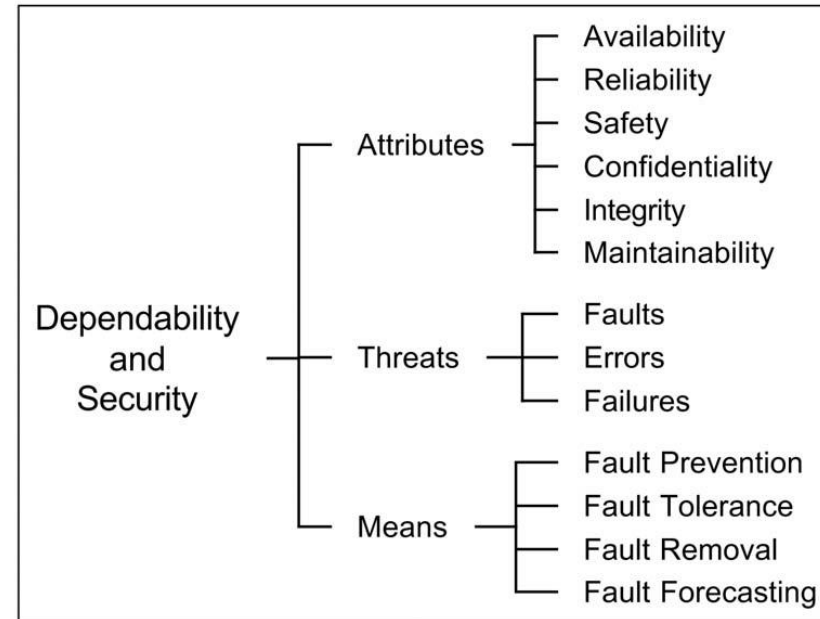 Dependability
and
Security
Attributes
Availability
Reliability
Safety
Confidentiality
Integrity
Maintainability
Threats
Faults
Errors
Failures
Means
Fault Prevention
Fault Tolerance
Fault Removal
Fault Forecasting